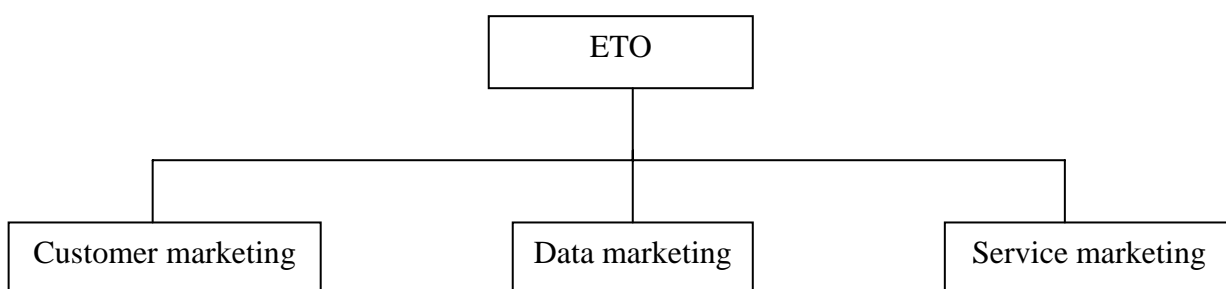 ETO
Customer marketing
Data marketing
Service marketing